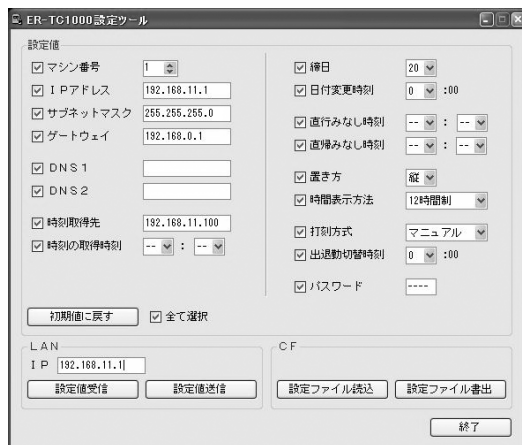 ER-TC1000設定ツール
設定値
マシン番号 1
ＩＰアドレス 192.168.11.1
サブネットマスク 255.255.255.0
ゲートウェイ 192.168.0.1
ＤＮＳ１
ＤＮＳ２
時刻取得先 192.168.11.100
時刻の取得時刻 -- : --
締日 20
日付変更時刻 0 :00
直行みなし時刻 -- : --
直帰みなし時刻 -- : --
置き方 縦
時間表示方法 12時間制
打刻方式 マニュアル
出退勤切替時刻 0 :00
パスワード ----
初期値に戻す 全て選択
ＬＡＮ
ＩＰ 192.168.11.1
設定値受信 設定値送信
ＣＦ
設定ファイル読込 設定ファイル書出
終了